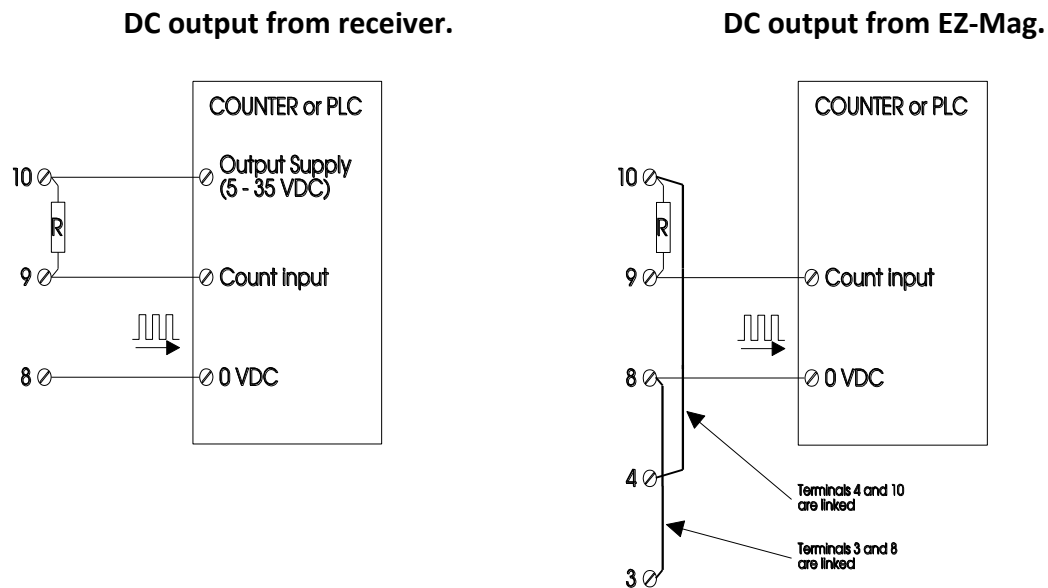 DC output from receiver.
COUNTER or PLC
10
Output Supply
(5 - 35 VDC)
R
9
Count input
8
0 VDC
DC output from EZ-Mag.
COUNTER or PLC
10
R
9
Count input
8
0 VDC
4
Terminals 4 and 10
are linked
Terminals 3 and 8
are linked
3